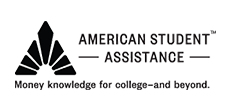 AMERICAN STUDENT™
ASSISTANCE
Money knowledge for college–and beyond.